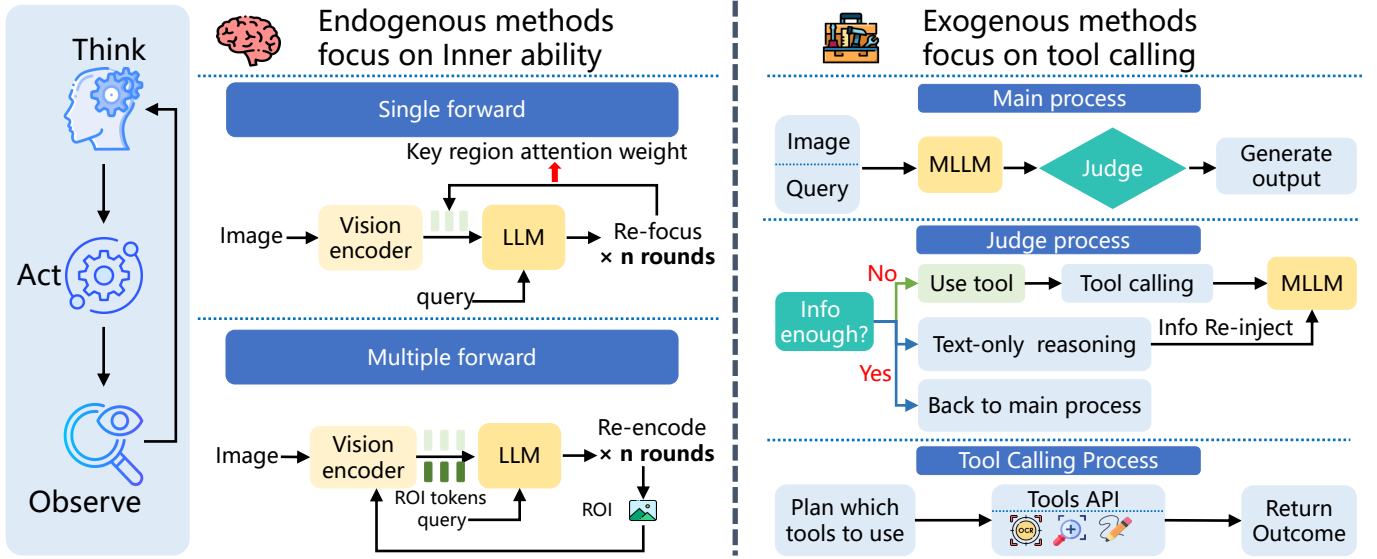 Think
Act
Observe
Endogenous methods
focus on Inner ability
Single forward
Key region attention weight
Image
Vision
encoder
LLM
Re-focus
× n rounds
query
Multiple forward
Image
Vision
encoder
LLM
Re-encode
× n rounds
ROI tokens
query
ROI
Exogenous methods
focus on tool calling
Main process
Image
Query
MLLM
Judge
Generate
output
Judge process
Info
enough?
No
Yes
Use tool
Tool calling
MLLM
Text-only reasoning
Info Re-inject
Back to main process
Tool Calling Process
Plan which
tools to use
Tools API
OCR
Return
Outcome